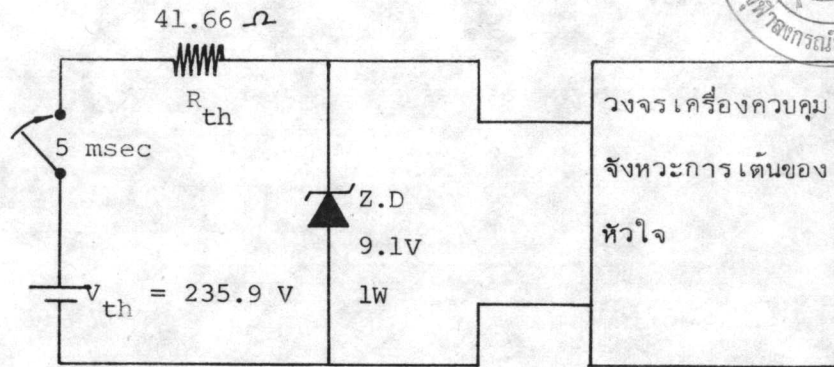 41.66 Ω
R th
5 msec
V th = 235.9 V
Z.D
9.1V
1W
วงจรเครื่องควบคุม
จังหวะการเต้นของ
หัวใจ